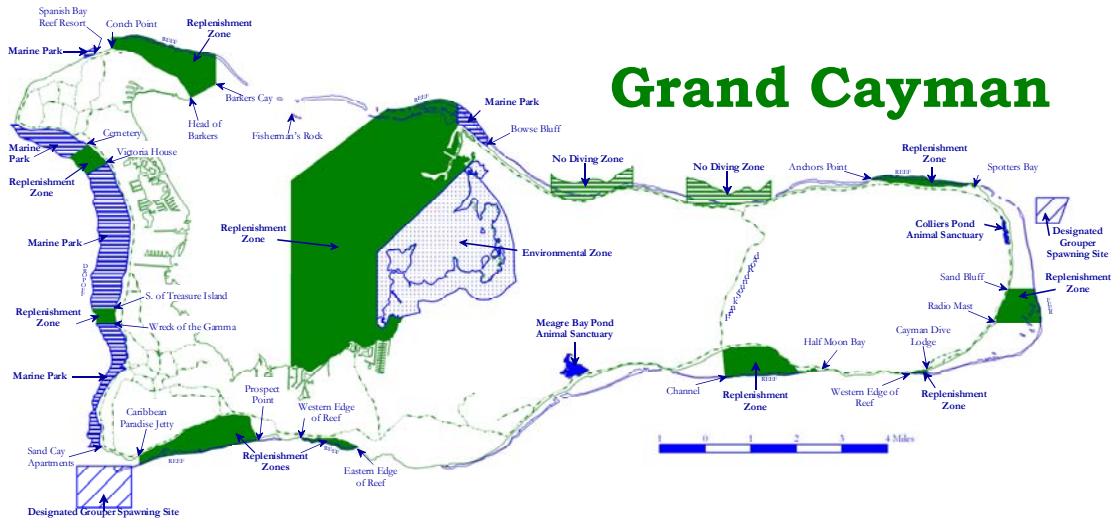 Grand Cayman
Spanish Bay
Reef Resort
Conch Point
Replenishment
Zone
REEF
Marine Park
Barkers Cay
Head of
Barkers
Fisherman's Rock
REEF
Marine Park
Bowse Bluff
Cemetery
Marine
Park
Victoria House
Replenishment
Zone
No Diving Zone
No Diving Zone
Anchors Point
Replenishment
Zone
REEF
Spotters Bay
Colliers Pond
Animal Sanctuary
Designated
Grouper
Spawning Site
Marine Park
Replenishment
Zone
Environmental Zone
DROPOFF
Sand Bluff
Replenishment
Zone
REEF
Radio Mast
S. of Treasure Island
Replenishment
Zone
Wreck of the Gamma
Meagre Bay Pond
Animal Sanctuary
Cayman Dive
Lodge
Half Moon Bay
Marine Park
Channel
REEF
Replenishment
Zone
Western Edge of
Reef
Replenishment
Zone
Prospect
Point
Caribbean
Paradise Jetty
Western Edge
of Reef
Sand Cay
Apartments
REEF
Replenishment
Zones
REEF
Eastern Edge
of Reef
1 0 1 2 3 4 Miles
Designated Grouper Spawning Site